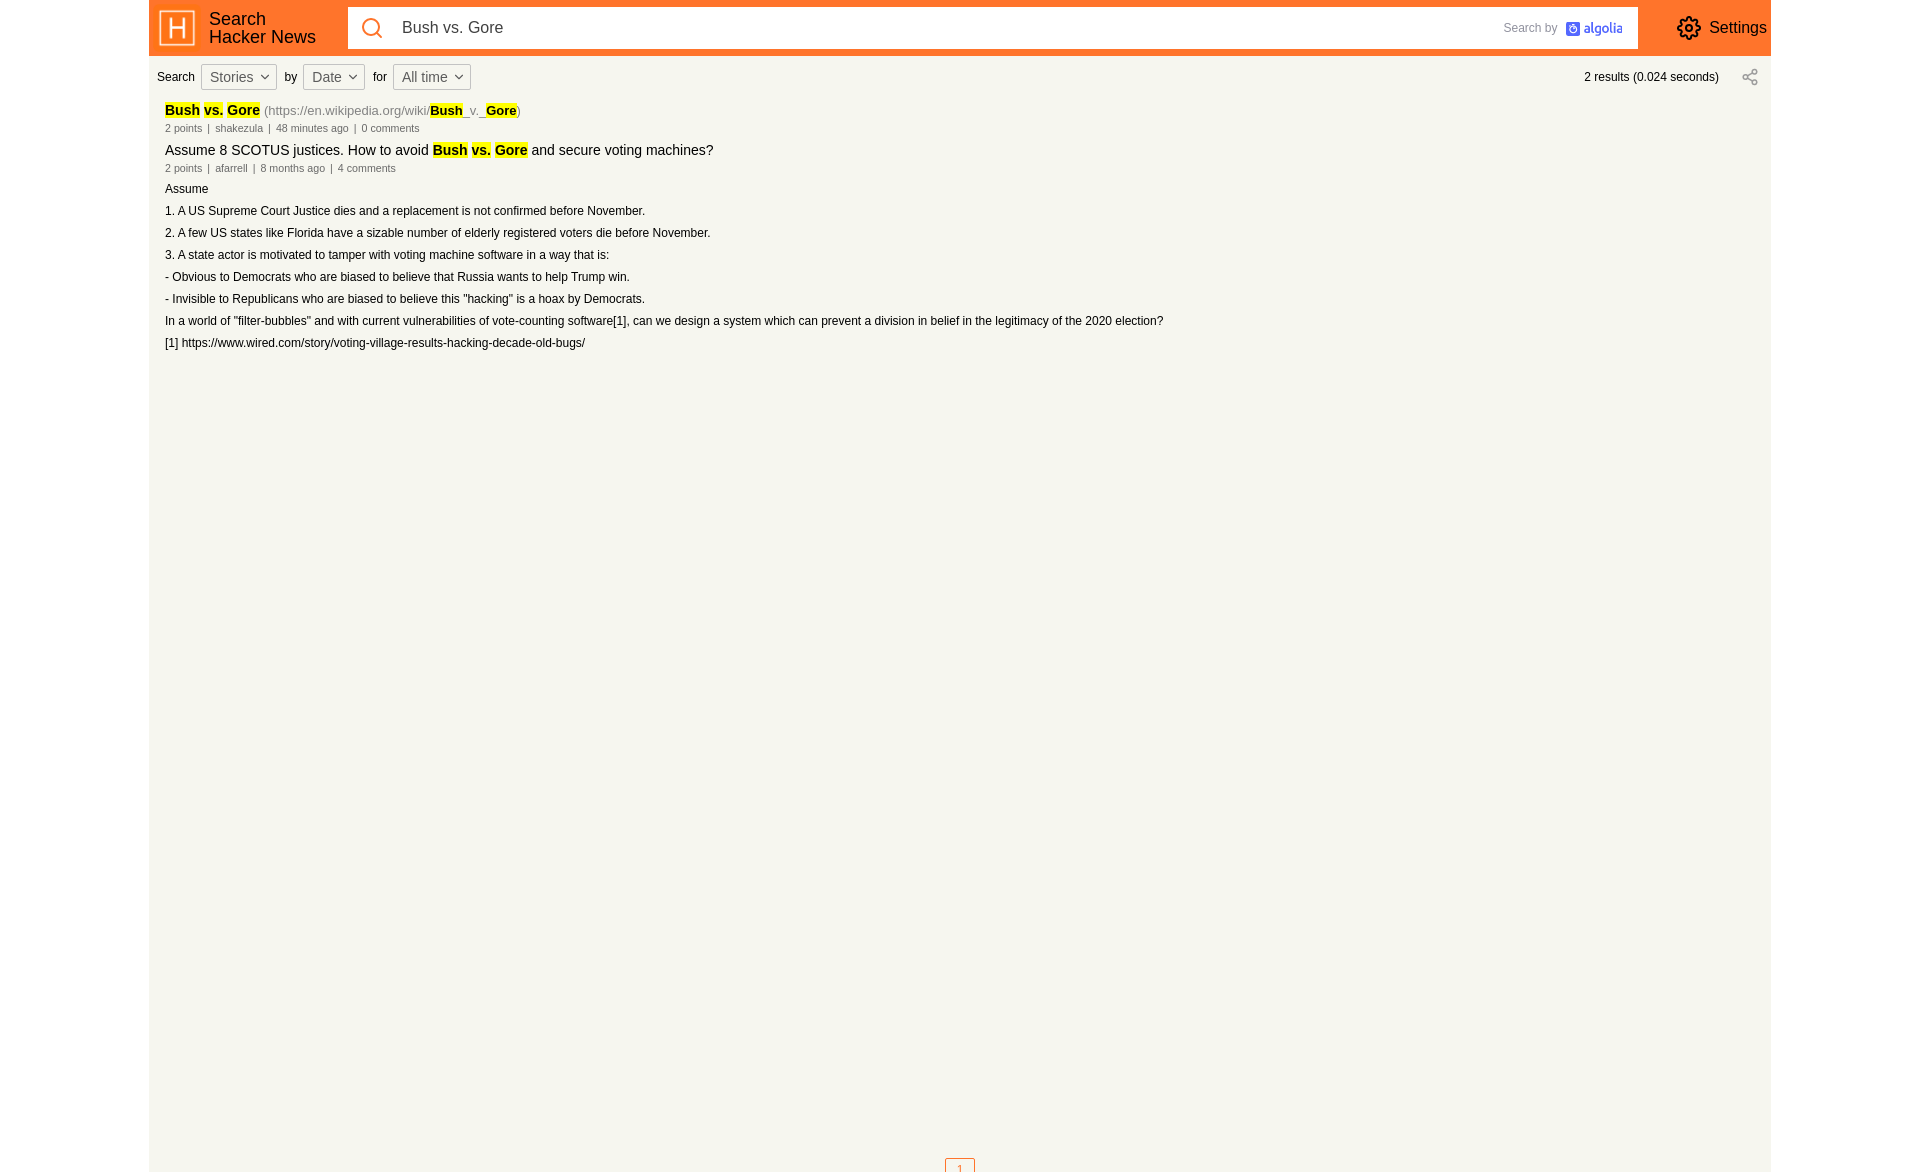 Search
Hacker News
Bush vs. Gore
Search by algolia
Settings
Search Stories by Date for All time
2 results (0.024 seconds)
Bush vs. Gore (https://en.wikipedia.org/wiki/Bush_v._Gore)
2 points | shakezula | 48 minutes ago | 0 comments
Assume 8 SCOTUS justices. How to avoid Bush vs. Gore and secure voting machines?
2 points | afarrell | 8 months ago | 4 comments
Assume
1. A US Supreme Court Justice dies and a replacement is not confirmed before November.
2. A few US states like Florida have a sizable number of elderly registered voters die before November.
3. A state actor is motivated to tamper with voting machine software in a way that is:
- Obvious to Democrats who are biased to believe that Russia wants to help Trump win.
- Invisible to Republicans who are biased to believe this "hacking" is a hoax by Democrats.
In a world of "filter-bubbles" and with current vulnerabilities of vote-counting software[1], can we design a system which can prevent a division in belief in the legitimacy of the 2020 election?
[1] https://www.wired.com/story/voting-village-results-hacking-decade-old-bugs/
1